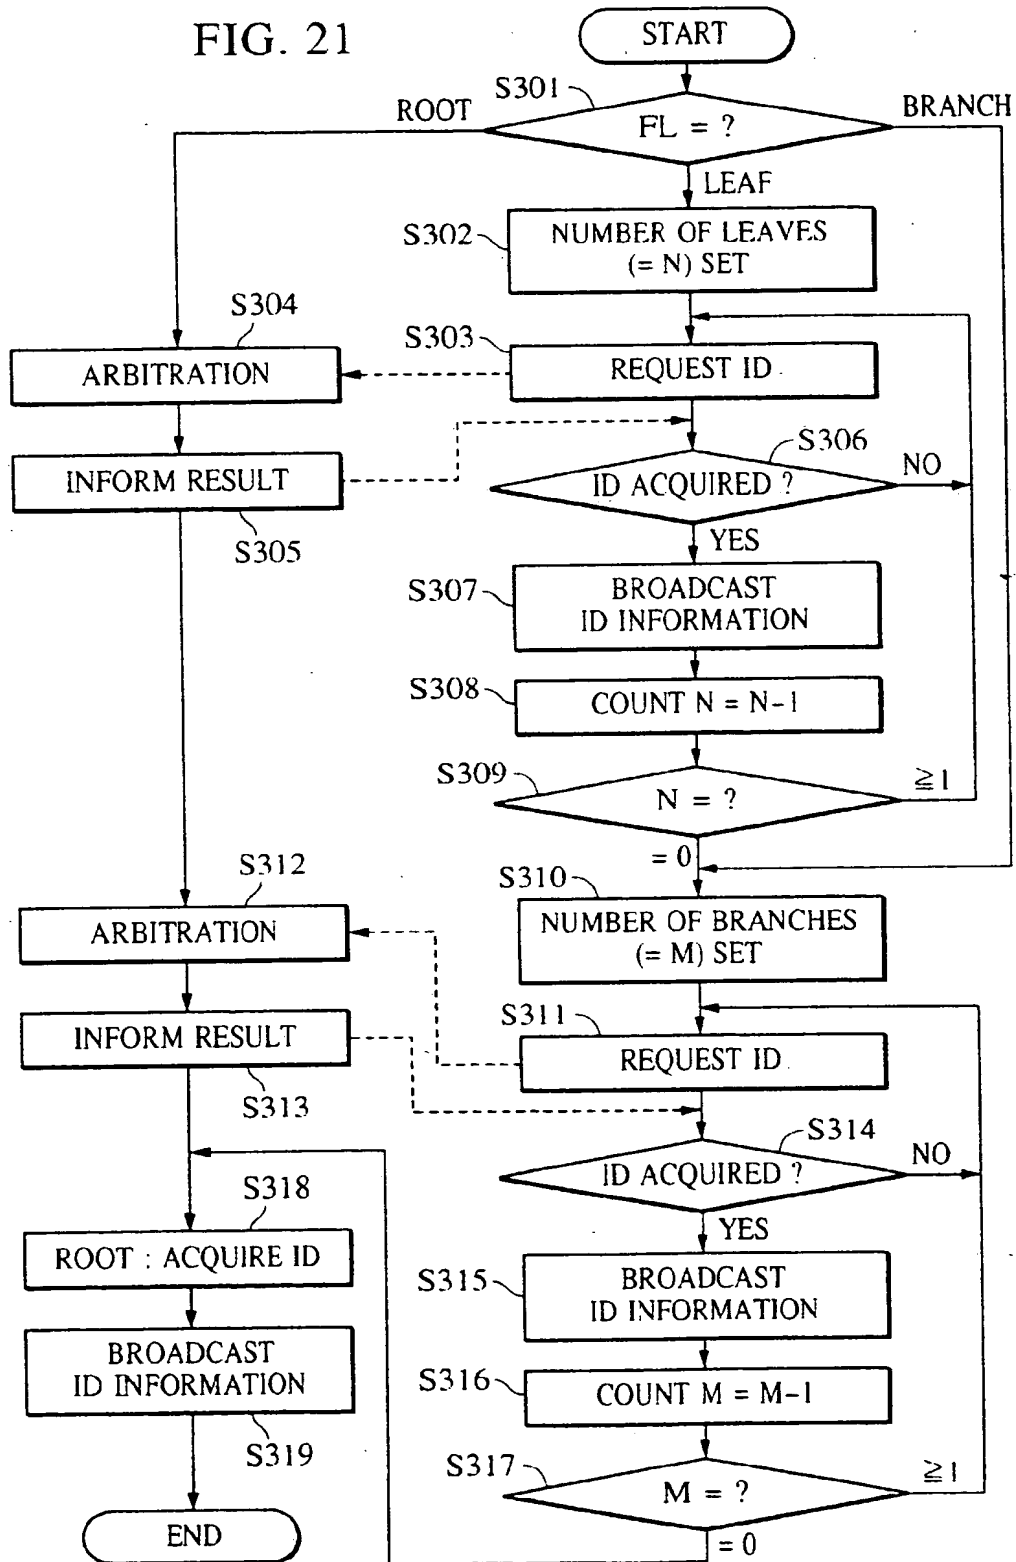 FIG. 21
START
S301
ROOT
BRANCH
FL = ?
LEAF
S302
NUMBER OF LEAVES
(= N) SET
S304
S303
ARBITRATION
REQUEST ID
S306
INFORM RESULT
ID ACQUIRED ?
NO
S305
YES
S307
BROADCAST
ID INFORMATION
S308
COUNT N = N-1
S309
N = ?
≧1
= 0
S312
S310
ARBITRATION
NUMBER OF BRANCHES
(= M) SET
S311
INFORM RESULT
REQUEST ID
S313
S314
ID ACQUIRED ?
NO
S318
YES
ROOT : ACQUIRE ID
S315
BROADCAST
ID INFORMATION
BROADCAST
ID INFORMATION
S316
COUNT M = M-1
S319
S317
M = ?
≧1
END
= 0